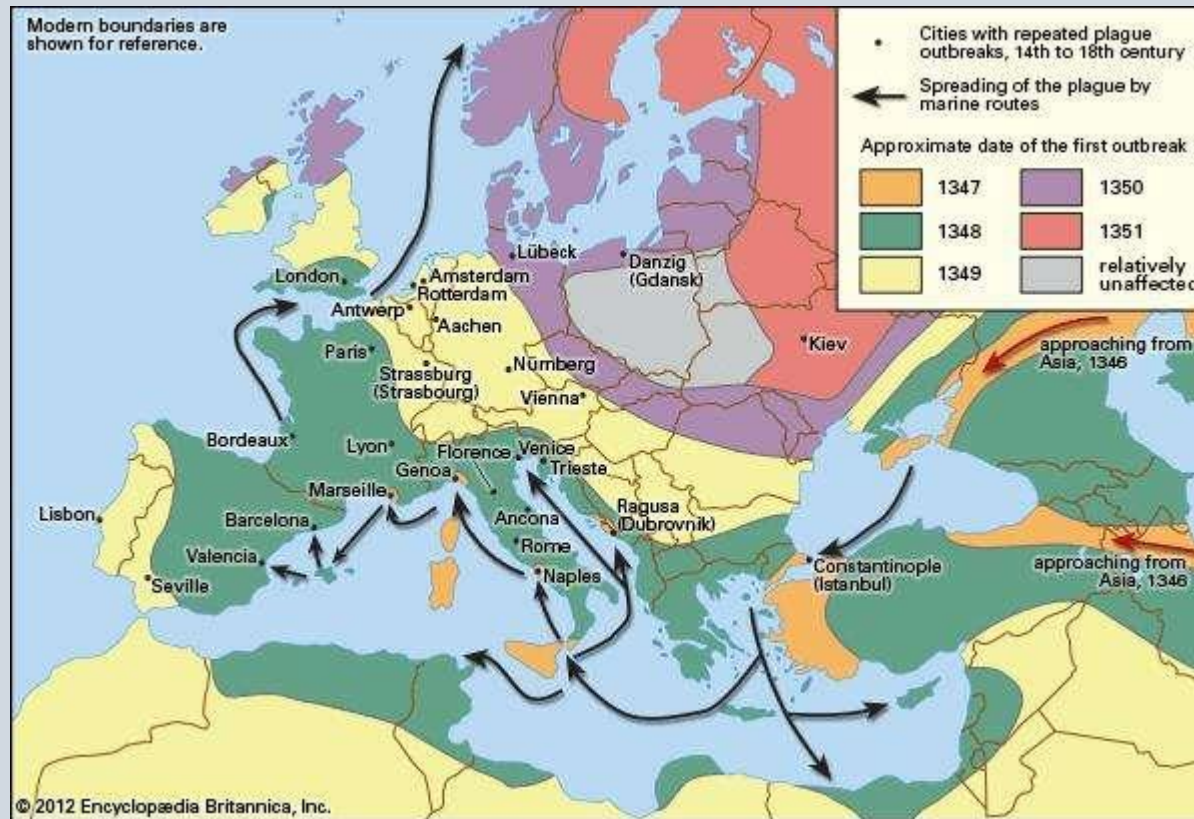 Modern boundaries are
shown for reference.
Cities with repeated plague
outbreaks, 14th to 18th century
Spreading of the plague by
marine routes
Approximate date of the first outbreak
1347
1350
1348
1351
1349
relatively
unaffected
Lübeck
Danzig
(Gdansk)
London
Amsterdam
Rotterdam
Antwerp
Aachen
Kiev
approaching from
Asia, 1346
Paris
Nürnberg
Strassburg
(Strasbourg)
Vienna
Bordeaux
Lyon
Florence
Venice
Trieste
Genoa
Marseille
Lisbon
Barcelona
Ancona
Ragusa
(Dubrovnik)
Valencia
Rome
Seville
Naples
Constantinople
(Istanbul)
approaching from
Asia, 1346
© 2012 Encyclopædia Britannica, Inc.